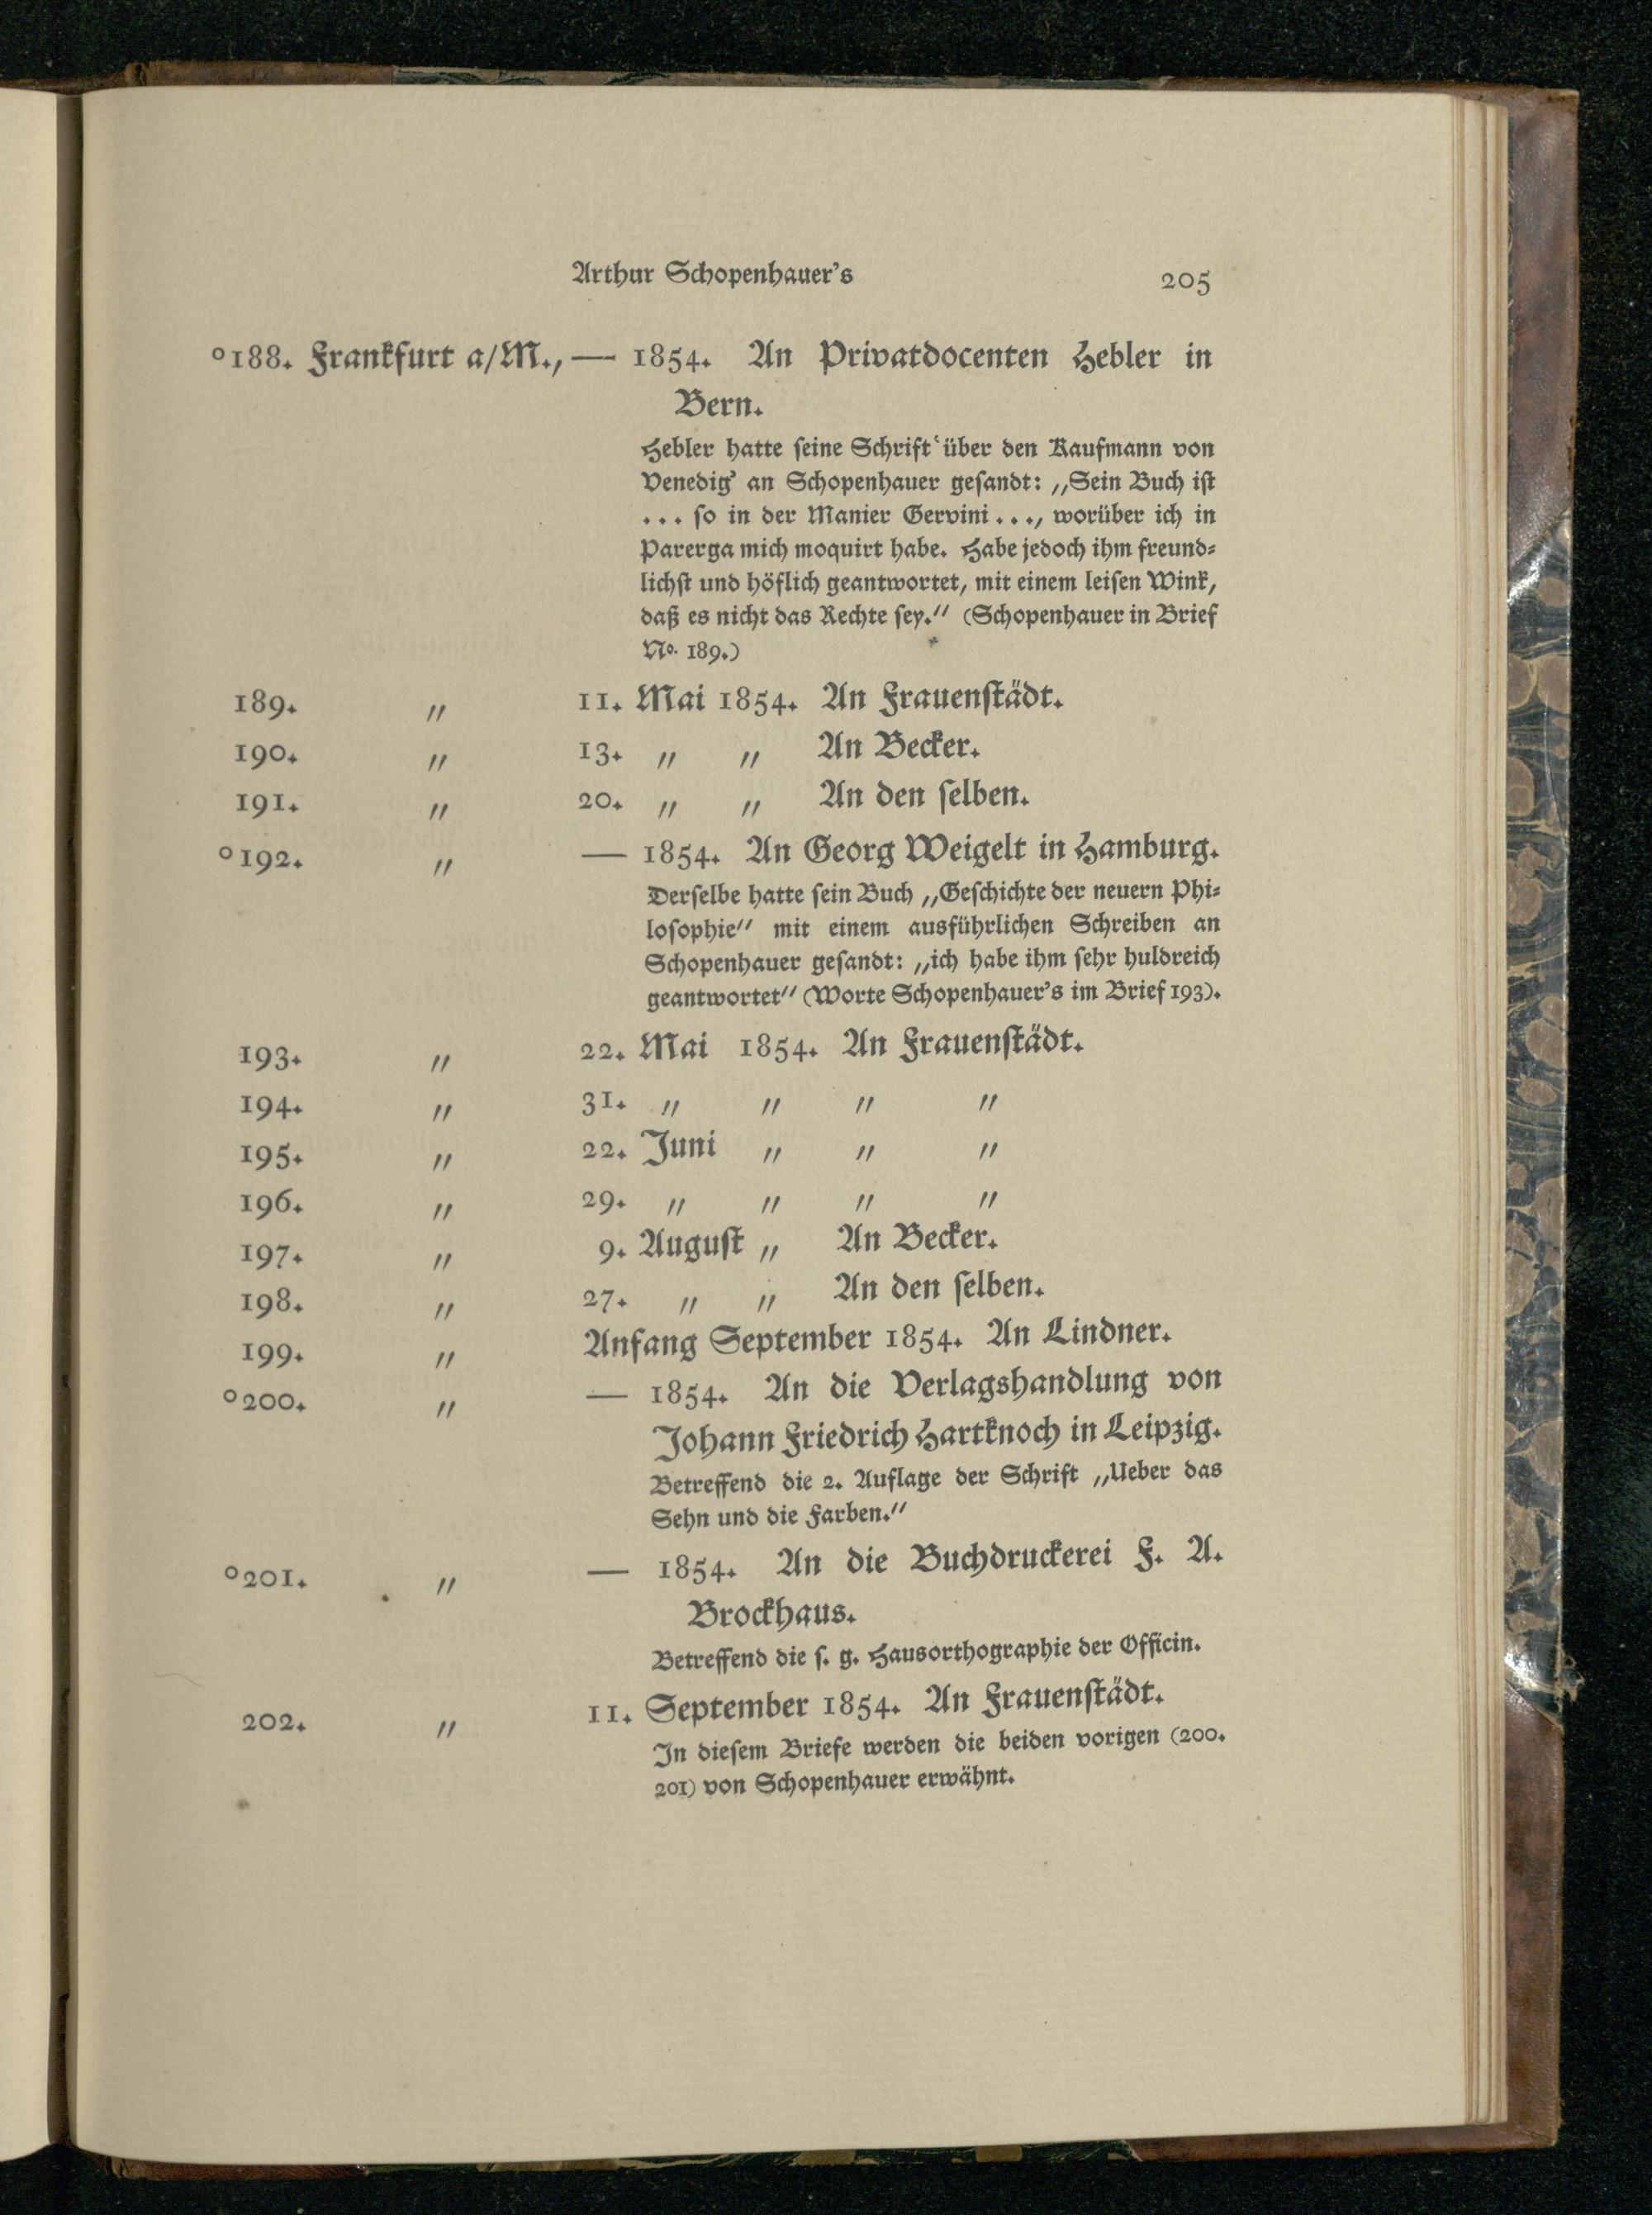 Arthur Schopenhauer's 205
°188. Frankfurt a/M., — 1854. An Privatdocenten Hebler in
Bern.
Hebler hatte ſeine Schrift ‘über den Kaufmann von
Venedig’ an Schopenhauer geſandt: „Sein Buch iſt
... ſo in der Manier Gervini ..., worüber ich in
Parerga mich moquirt habe. Habe jedoch ihm freund-
lichſt und höflich geantwortet, mit einem leiſen Wink,
daß es nicht das Rechte ſey.“ (Schopenhauer in Brief
No. 189.)
189. „ 11. Mai 1854. An Frauenſtädt.
190. „ 13. „ „ An Becker.
191. „ 20. „ „ An den ſelben.
°192. „ — 1854. An Georg Weigelt in Hamburg.
Derſelbe hatte ſein Buch „Geſchichte der neuern Phi-
loſophie“ mit einem ausführlichen Schreiben an
Schopenhauer geſandt: „ich habe ihm ſehr huldreich
geantwortet“ (Worte Schopenhauer's im Brief 193).
193. „ 22. Mai 1854. An Frauenſtädt.
194. „ 31. „ „ „ „
195. „ 22. Juni „ „ „
196. „ 29. „ „ „ „
197. „ 9. Auguſt „ An Becker.
198. „ 27. „ „ An den ſelben.
199. „ Anfang September 1854. An Lindner.
°200. „ — 1854. An die Verlagshandlung von
Johann Friedrich Hartknoch in Leipzig.
Betreffend die 2. Auflage der Schrift „Ueber das
Sehn und die Farben.“
°201. „ — 1854. An die Buchdruckerei F. A.
Brockhaus.
Betreffend die ſ. g. Hausorthographie der Officin.
202. „ 11. September 1854. An Frauenſtädt.
In dieſem Briefe werden die beiden vorigen (200.
201) von Schopenhauer erwähnt.